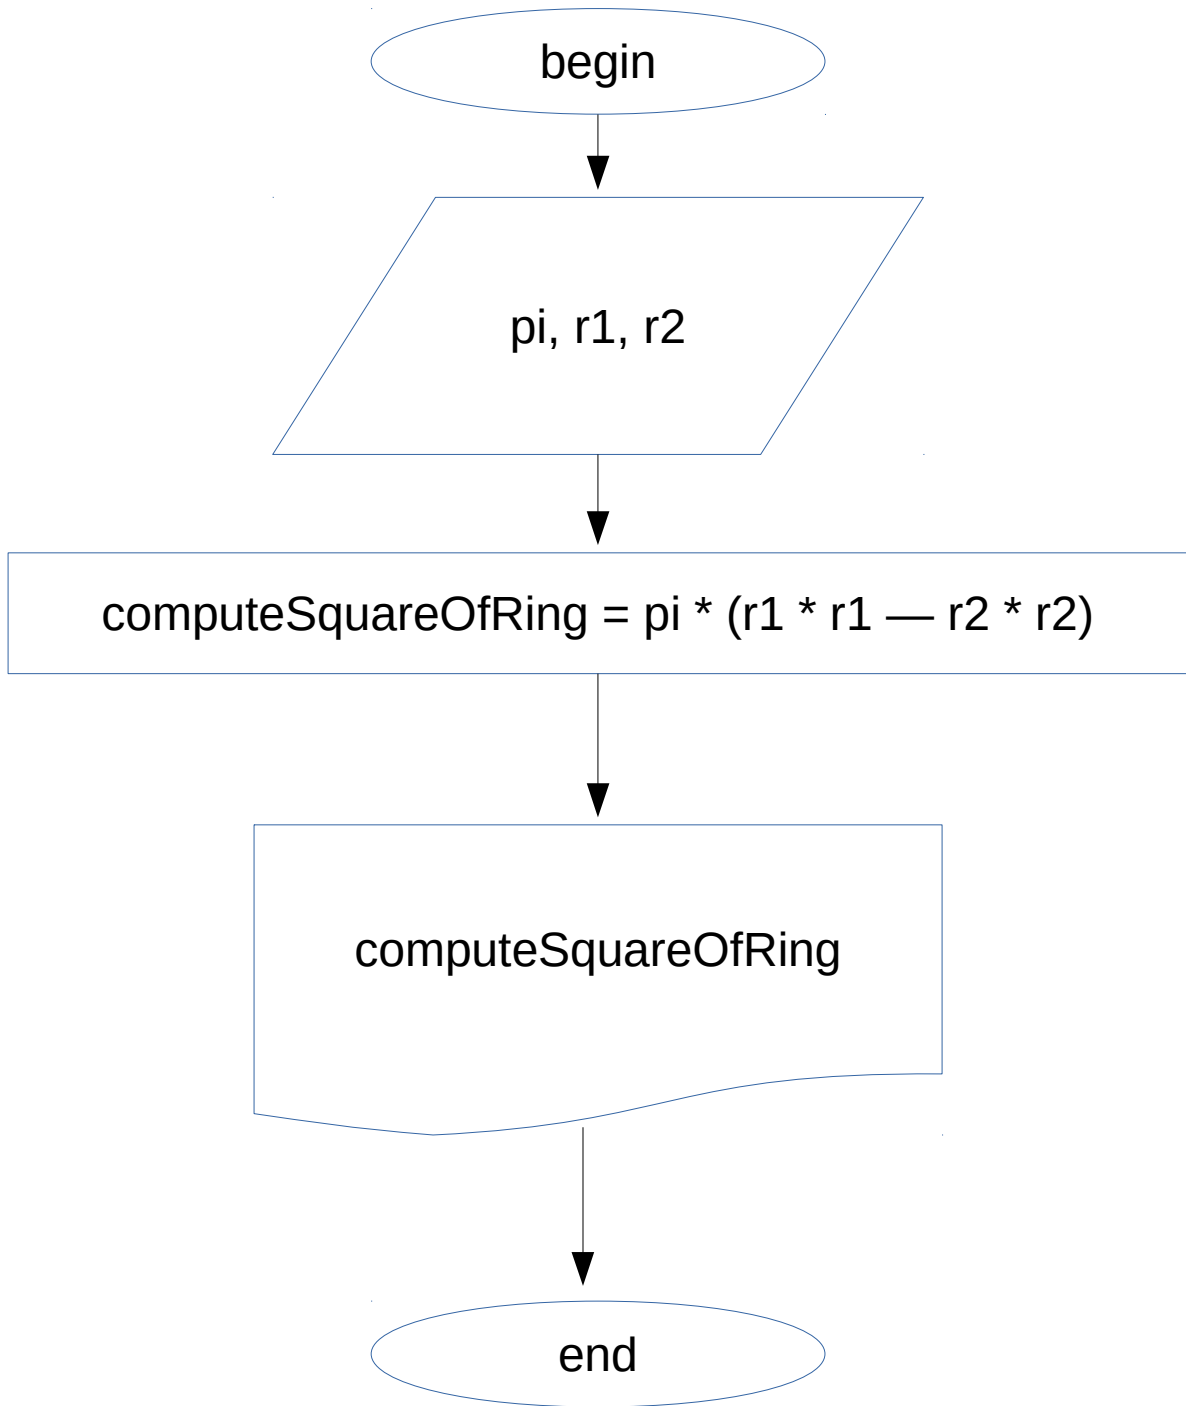 begin
pi, r1, r2
computeSquareOfRing = pi * (r1 * r1 — r2 * r2)
computeSquareOfRing
end